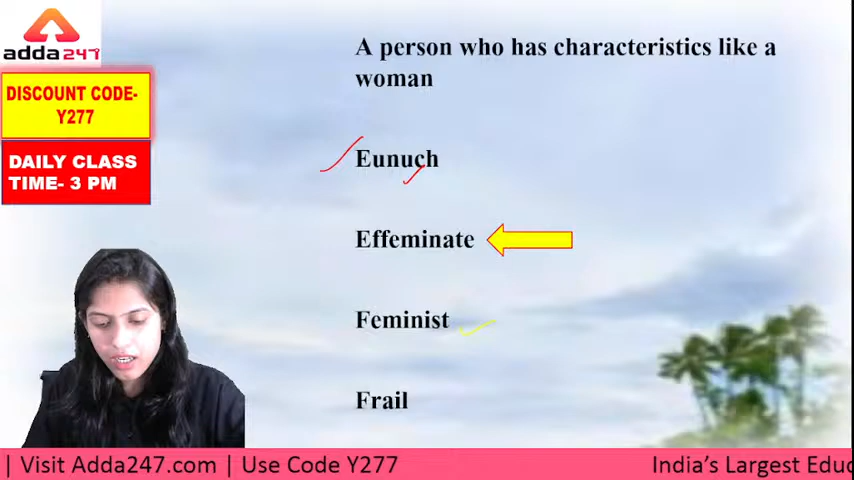 adda247
DISCOUNT CODE-
Y277
DAILY CLASS
TIME- 3 PM
A person who has characteristics like a
woman
Eunuch
Effeminate
Feminist
Frail
| Visit Adda247.com | Use Code Y277
India's Largest Educ